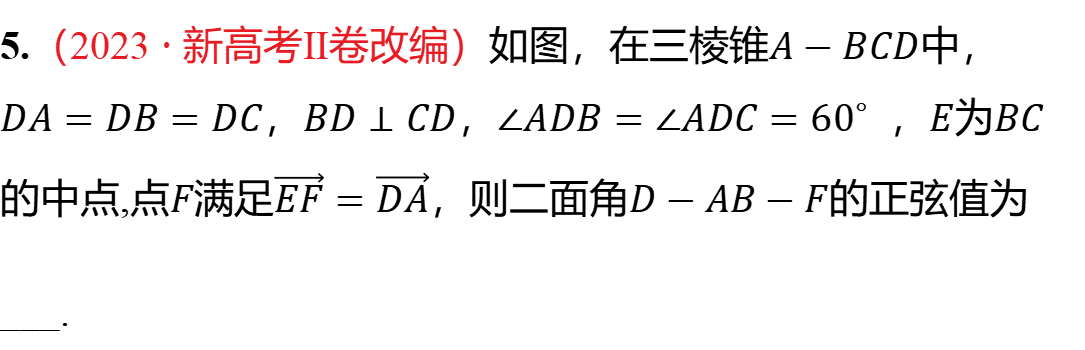 5.（2023·新高考II卷改编）如图，在三棱锥A − BCD中，
DA = DB = DC，BD ⊥ CD，∠ADB = ∠ADC = 60°，E为BC
的中点,点F满足\overrightarrow{EF} = \overrightarrow{DA}，则二面角D − AB − F的正弦值为
___.